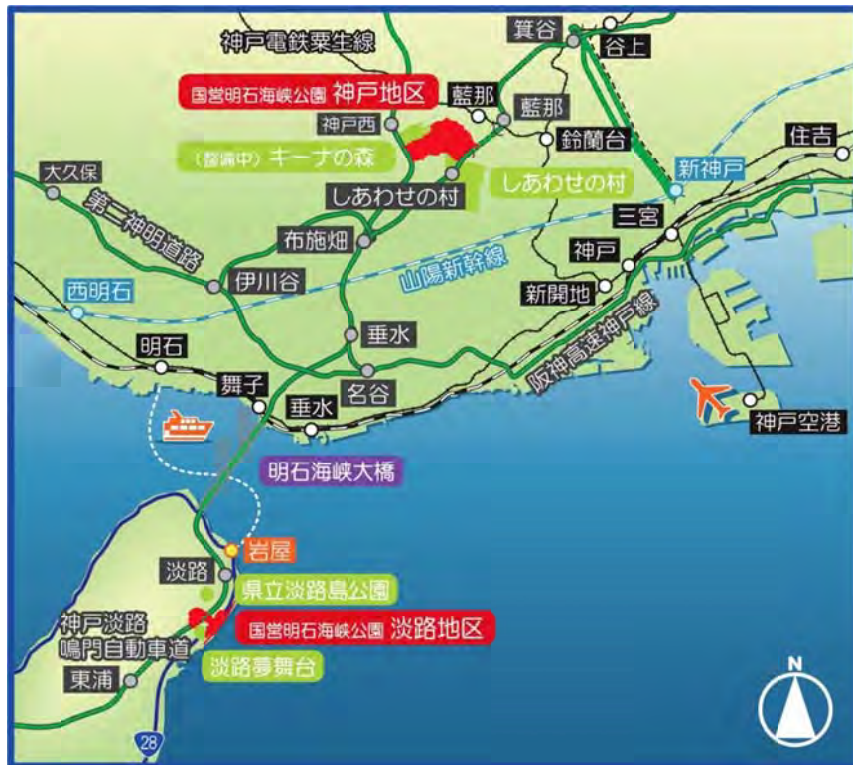 神戸電鉄粟生線
箕谷
谷上
国営明石海峡公園 神戸地区
藍那
藍那
神戸西
住吉
(整備中) キーナの森
鈴蘭台
大久保
しあわせの村
しあわせの村
新神戸
第二神明道路
三宮
布施畑
神戸
伊川谷
山陽新幹線
新開地
西明石
垂水
明石
名谷
阪神高速神戸線
舞子
垂水
神戸空港
明石海峡大橋
岩屋
淡路
県立淡路島公園
神戸淡路
鳴門自動車道
国営明石海峡公園 淡路地区
淡路夢舞台
東浦
28
N